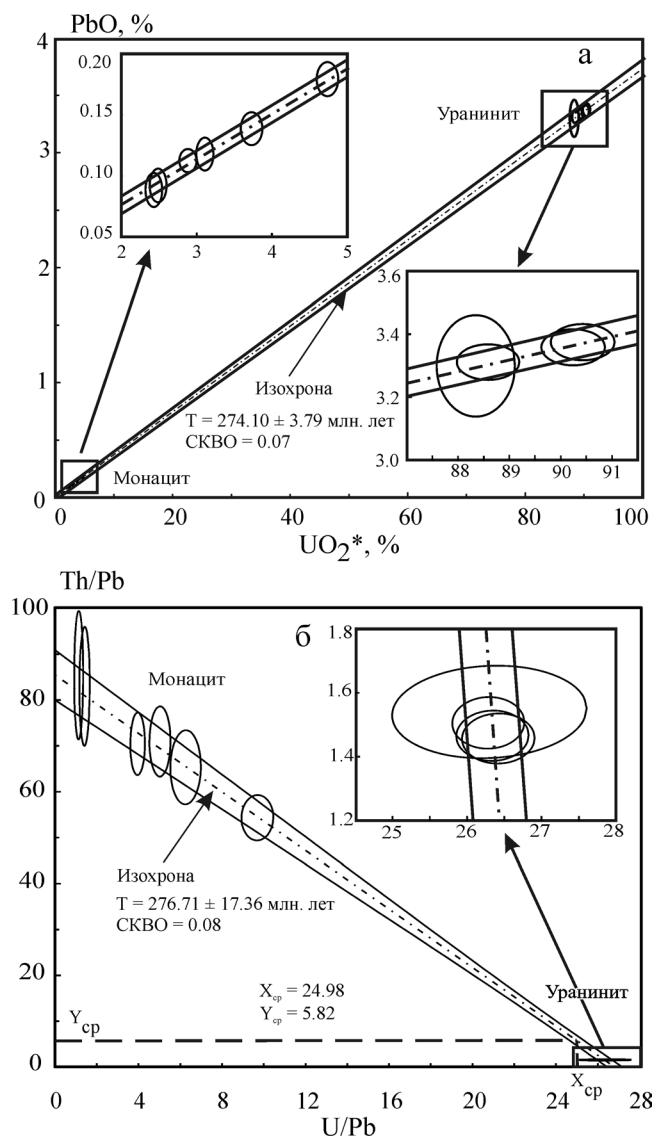 PbO, %
а
4
3
2
1
0
0.20
0.15
0.10
0.05
2 3 4 5
Уранинит
3.6
3.4
3.2
3.0
88 89 90 91
Изохрона
T = 274.10 ± 3.79 млн. лет
СКВО = 0.07
Монацит
0 20 40 60 80 100
UO2*, %
Th/Pb
б
100
80
60
40
20
0
Монацит
1.8
1.6
1.4
1.2
25 26 27 28
Изохрона
T = 276.71 ± 17.36 млн. лет
СКВО = 0.08
Xср = 24.98
Yср = 5.82
Yср
Уранинит
Xср
0 4 8 12 16 20 24 28
U/Pb